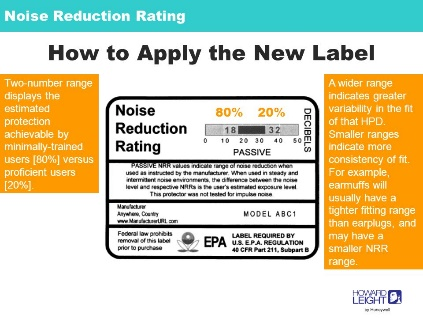 Noise Reduction Rating
How to Apply the New Label
Two-number range
displays the
estimated
protection
achievable by
minimally-trained
users [80%] versus
proficient users
[20%].
Noise
Reduction
Rating
80% 20%
18 32
0 10 20 30 40 50
PASSIVE
DECIBELS
PASSIVE NRR values indicate range of noise reduction when
used as instructed by the manufacturer. When used in steady and
intermittent noise environments, the difference between the noise
level and respective NRRs is the user's estimated exposure level.
This protector was not tested for impulse noise.
Manufacturer
Anywhere, Country
www.ManufacturerURL.com
MODEL ABC1
Federal law prohibits
removal of this label
prior to purchase
EPA
LABEL REQUIRED BY
U.S. E.P.A. REGULATION
40 CFR Part 211, Subpart B
A wider range
indicates greater
variability in the fit
of that HPD.
Smaller ranges
indicate more
consistency of fit.
For example,
earmuffs will
usually have a
tighter fitting range
than earplugs, and
may have a
smaller NRR
range.
HOWARD
LEIGHT
by Honeywell